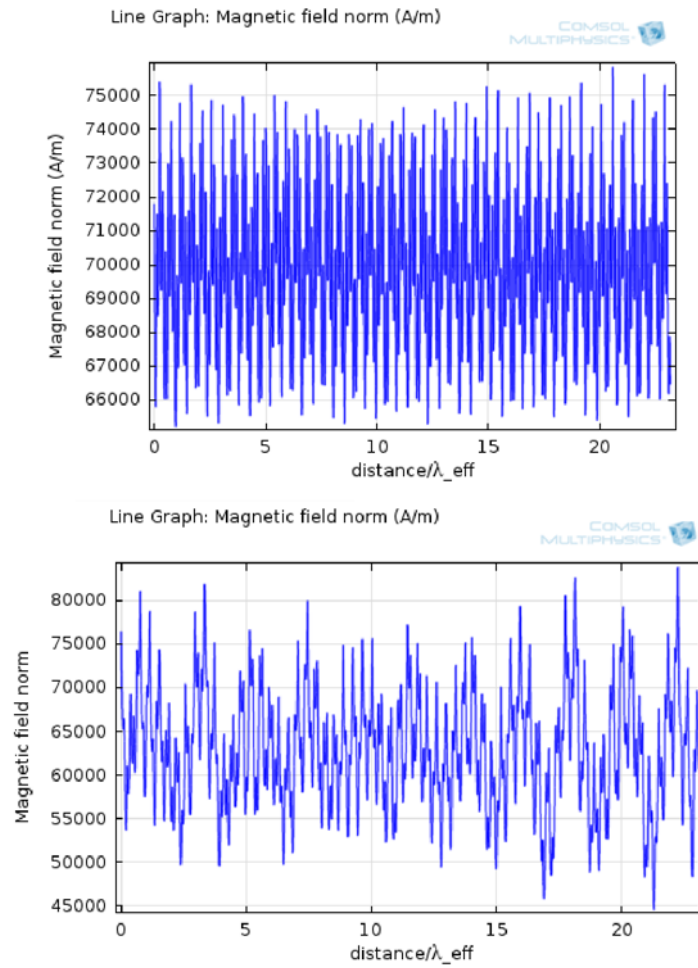 Line Graph: Magnetic field norm (A/m)
COMSOL
MULTIPHYSICS
Magnetic field norm (A/m)
75000
74000
73000
72000
71000
70000
69000
68000
67000
66000
0 5 10 15 20
distance/λ_eff
Line Graph: Magnetic field norm (A/m)
COMSOL
MULTIPHYSICS
Magnetic field norm
80000
75000
70000
65000
60000
55000
50000
45000
0 5 10 15 20
distance/λ_eff